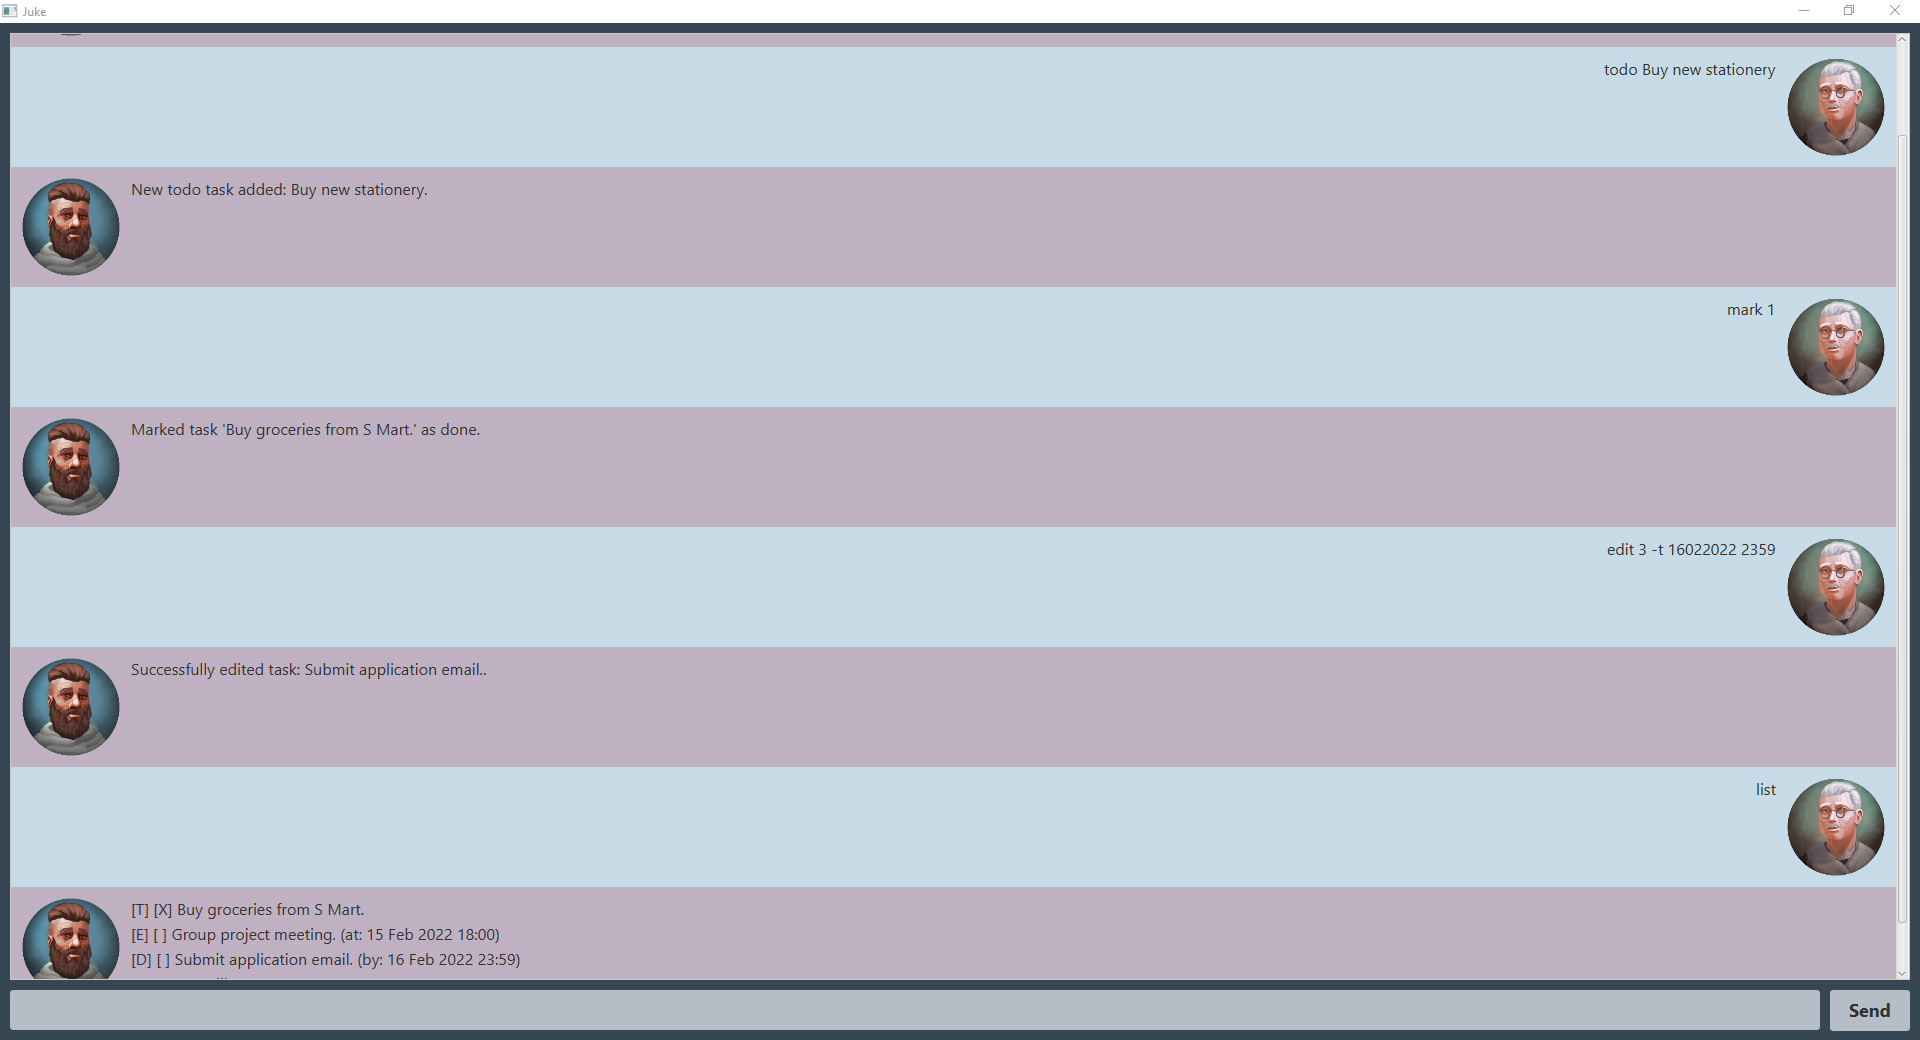 Juke
todo Buy new stationery
New todo task added: Buy new stationery.
mark 1
Marked task 'Buy groceries from S Mart.' as done.
edit 3 -t 16022022 2359
Successfully edited task: Submit application email..
list
[T] [X] Buy groceries from S Mart.
[E] [ ] Group project meeting. (at: 15 Feb 2022 18:00)
[D] [ ] Submit application email. (by: 16 Feb 2022 23:59)
Send